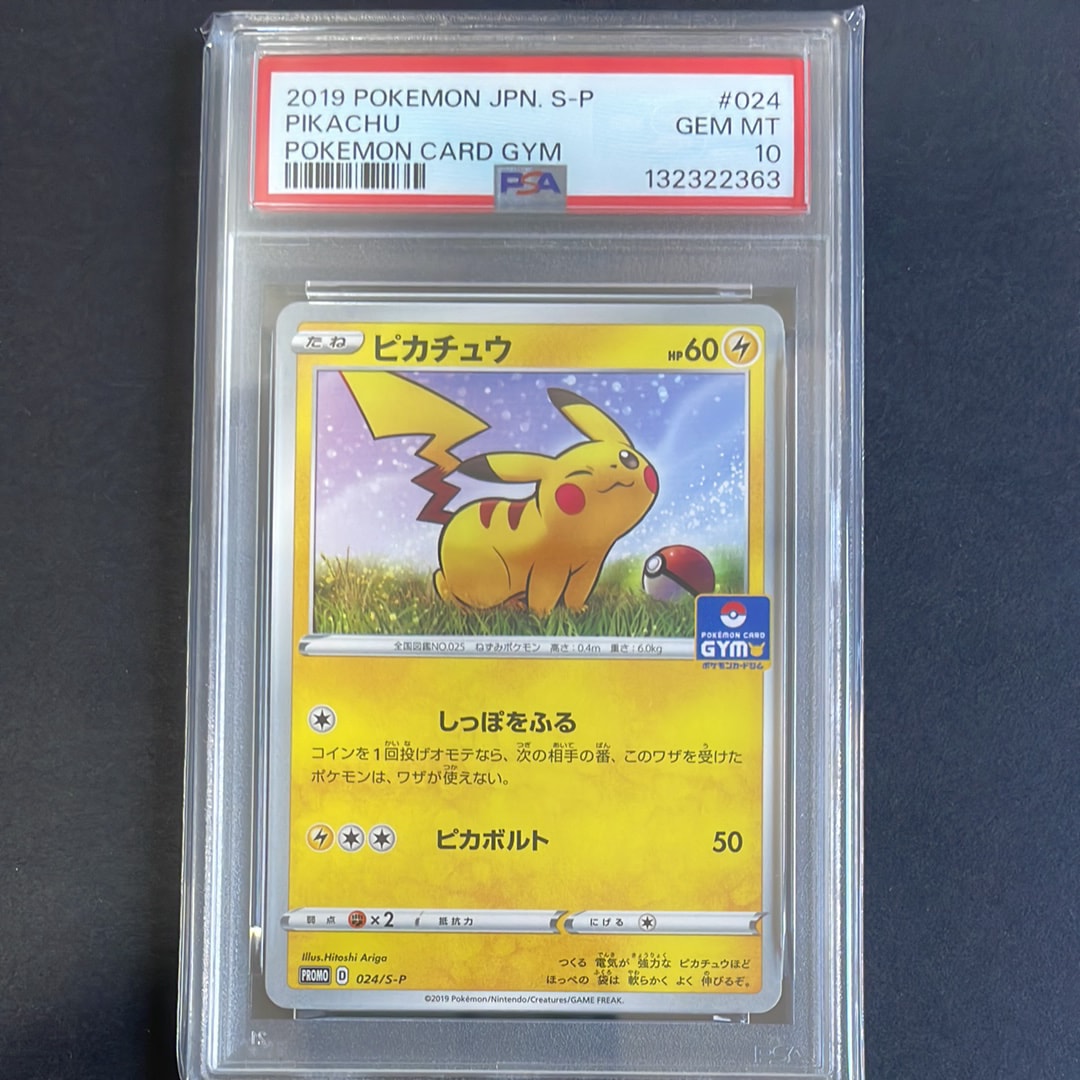 2019 POKEMON JPN. S-P #024
PIKACHU GEM MT
POKEMON CARD GYM 10
PSA 132322363
たね ピカチュウ HP60
POKÉMON CARD
GYM
ポケモンカードジム
全国図鑑NO.025 ねずみポケモン 高さ:0.4m 重さ:6.0kg
しっぽをふる
コインを1回投げオモテなら、次の相手の番、このワザを受けた
ポケモンは、ワザが使えない。
ピカボルト 50
弱点 ×2 抵抗力 にげる
Illus.Hitoshi Ariga
PROMO D 024/S-P
つくる 電気が 強力な ピカチュウほど
ほっぺの 袋は 軟らかく よく 伸びるぞ。
©2019 Pokémon/Nintendo/Creatures/GAME FREAK.
PSA